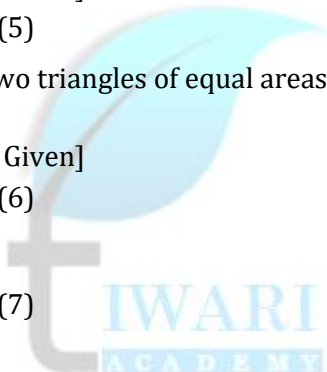 (5)
wo triangles of equal areas
Given]
(6)
(7)
IWARI
ACADEMY